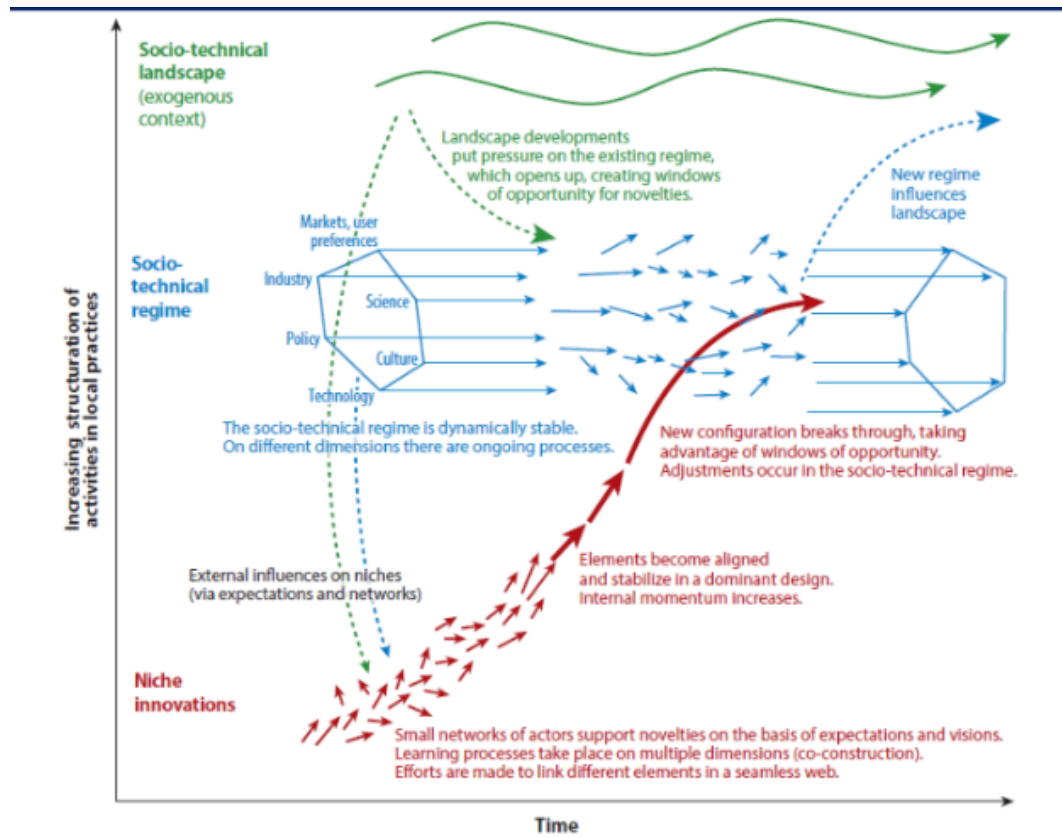 Socio-technical
landscape
(exogenous
context)
Landscape developments
put pressure on the existing regime,
which opens up, creating windows
of opportunity for novelties.
New regime
influences
landscape
Markets, user
preferences
Socio-
technical
regime
Industry
Science
Policy
Culture
Technology
The socio-technical regime is dynamically stable.
On different dimensions there are ongoing processes.
New configuration breaks through, taking
advantage of windows of opportunity.
Adjustments occur in the socio-technical regime.
Increasing structuration of
activities in local practices
External influences on niches
(via expectations and networks)
Elements become aligned
and stabilize in a dominant design.
Internal momentum increases.
Niche
innovations
Small networks of actors support novelties on the basis of expectations and visions.
Learning processes take place on multiple dimensions (co-construction).
Efforts are made to link different elements in a seamless web.
Time